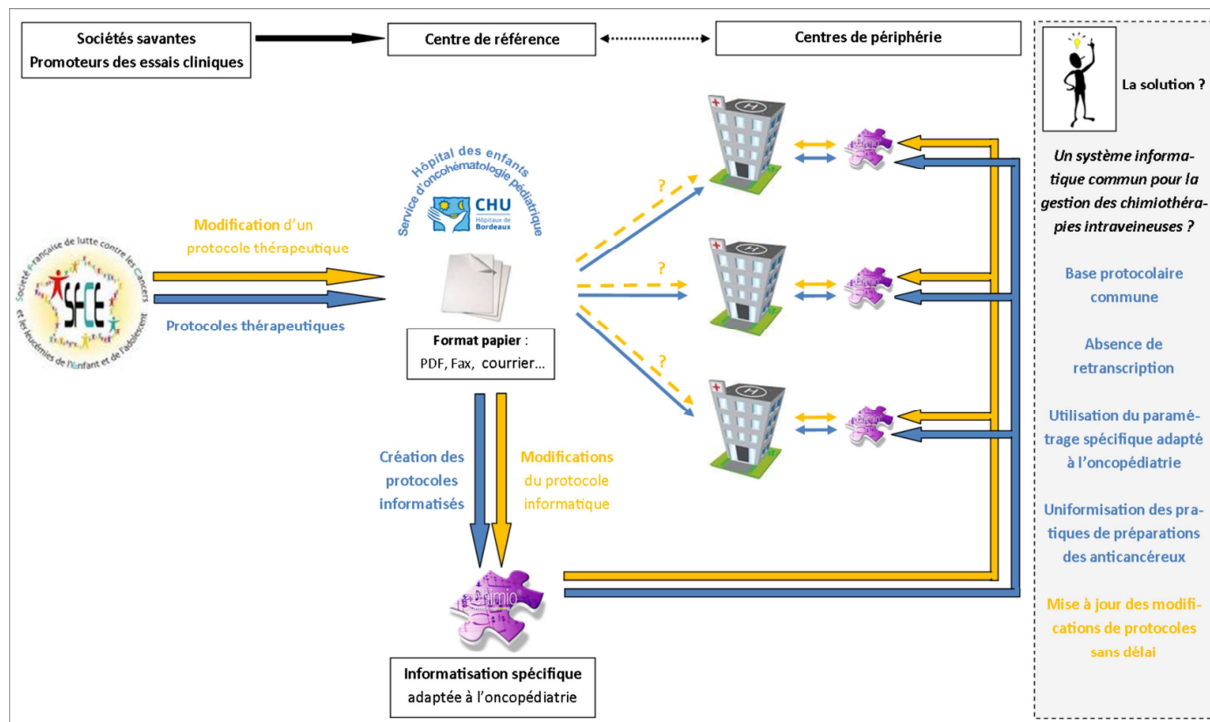 Sociétés savantes
Promoteurs des essais cliniques
Centre de référence
Centres de périphérie
La solution ?
Un système informa-
tique commun pour la
gestion des chimiothéra-
pies intraveineuses ?
Base protocolaire
commune
Absence de
retranscription
Utilisation du paramé-
trage spécifique adapté
à l'oncopédiatrie
Uniformisation des pra-
tiques de préparations
des anticancéreux
Mise à jour des modifi-
cations de protocoles
sans délai
Hôpital des enfants
Service d'oncohématologie pédiatrique
CHU
Hôpitaux de
Bordeaux
Société Française de lutte contre les Cancers
et les leucémies de l'Enfant et de l'adolescent
SFCE
Modification d'un
protocole thérapeutique
Protocoles thérapeutiques
?
?
?
Format papier :
PDF, Fax, courrier...
Création des
protocoles
informatisés
Modifications
du protocole
informatique
Informatisation spécifique
adaptée à l'oncopédiatrie